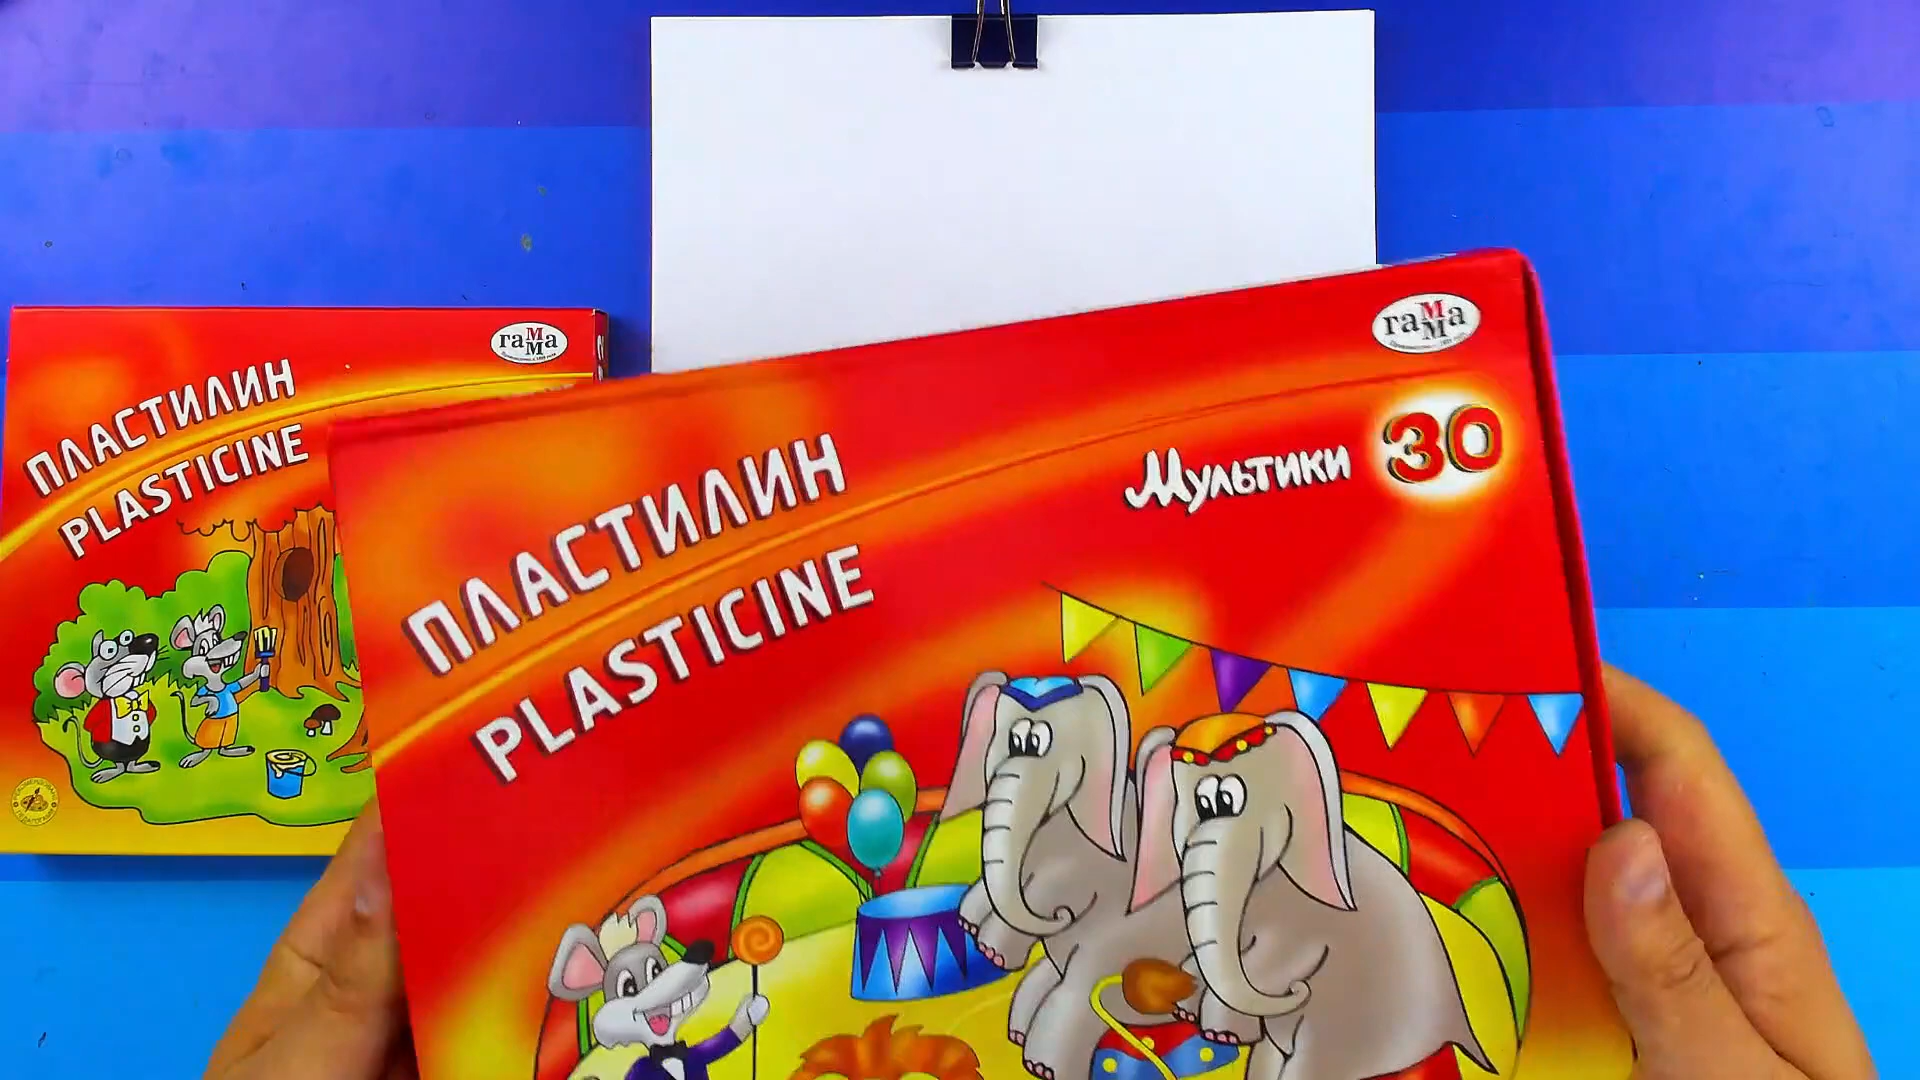 ПЛАСТИЛИН
PLASTICINE
гаММа
ПЛАСТИЛИН
PLASTICINE
гаММа
Мультики 30